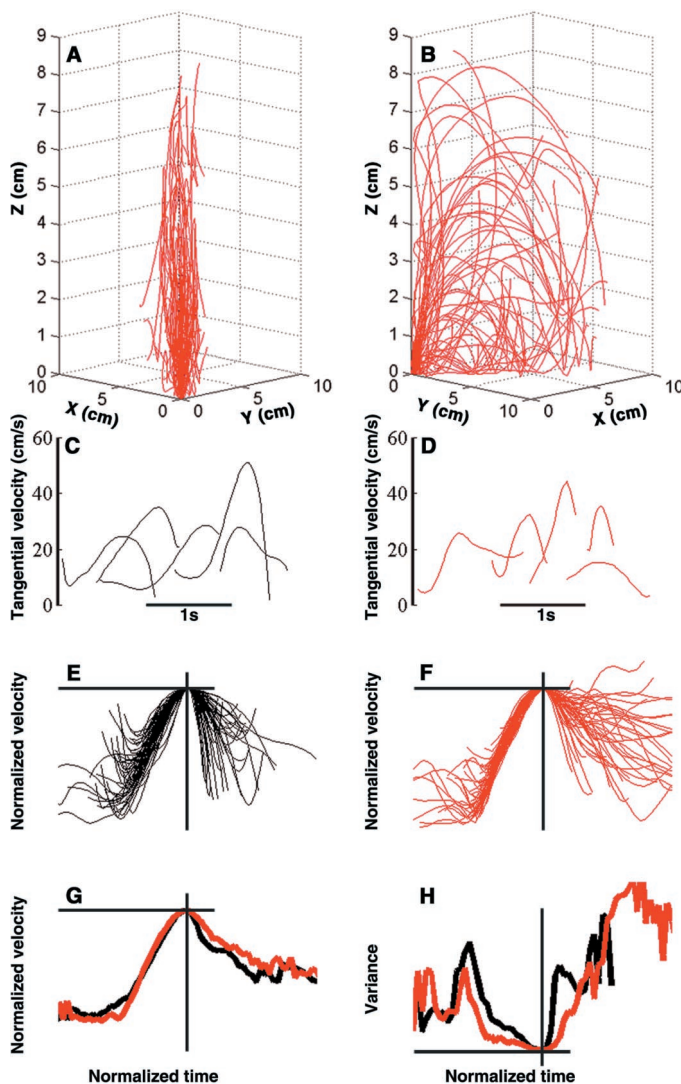 A
B
9
8
7
6
5
4
3
2
1
0
Z (cm)
10
5
0
X (cm)
0
5
10
Y (cm)
9
8
7
6
5
4
3
2
1
0
Z (cm)
0
5
10
Y (cm)
0
5
10
X (cm)
C
60
40
20
0
Tangential velocity (cm/s)
1s
D
60
40
20
0
Tangential velocity (cm/s)
1s
E
Normalized velocity
F
Normalized velocity
G
Normalized velocity
Normalized time
H
Variance
Normalized time